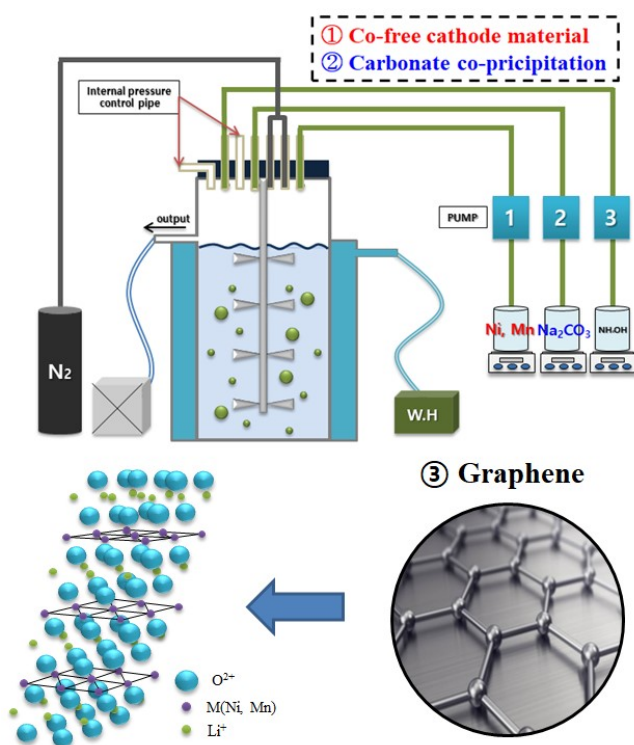 ① Co-free cathode material
② Carbonate co-pricipitation
Internal pressure
control pipe
output
PUMP
1
2
3
Ni, Mn
Na₂CO₃
NH₄OH
N₂
W.H
③ Graphene
O²⁺
M(Ni, Mn)
Li⁺